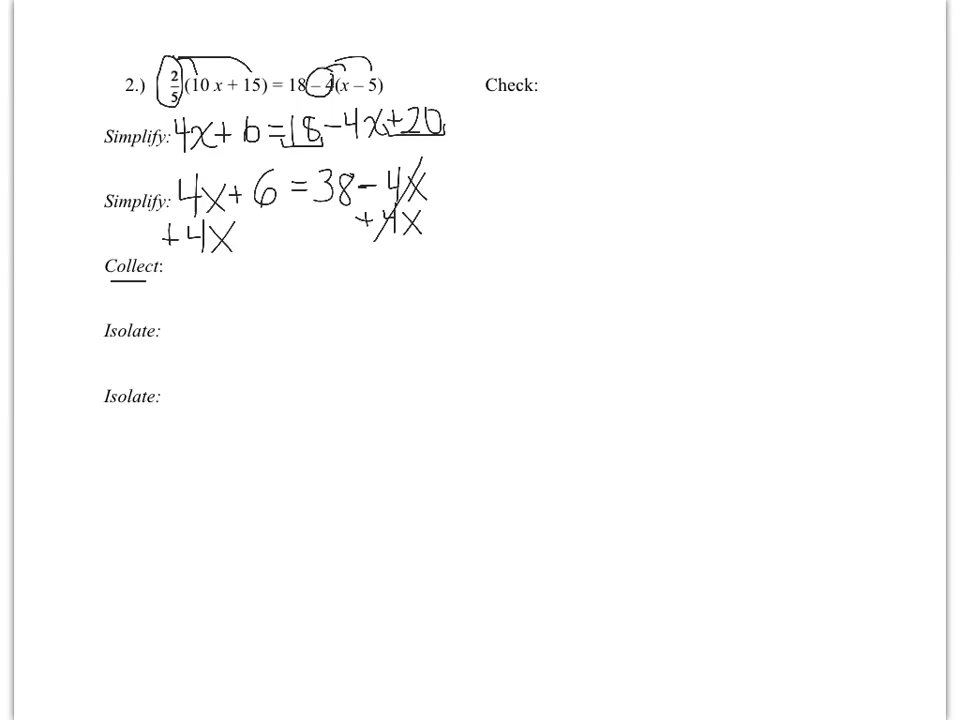 2.) 2/5 (10 x + 15) = 18 – 4(x – 5) Check:
Simplify: 4x + 6 = 18 - 4x + 20
Simplify: 4x + 6 = 38 - 4x
+4x +4x
Collect:
Isolate:
Isolate: